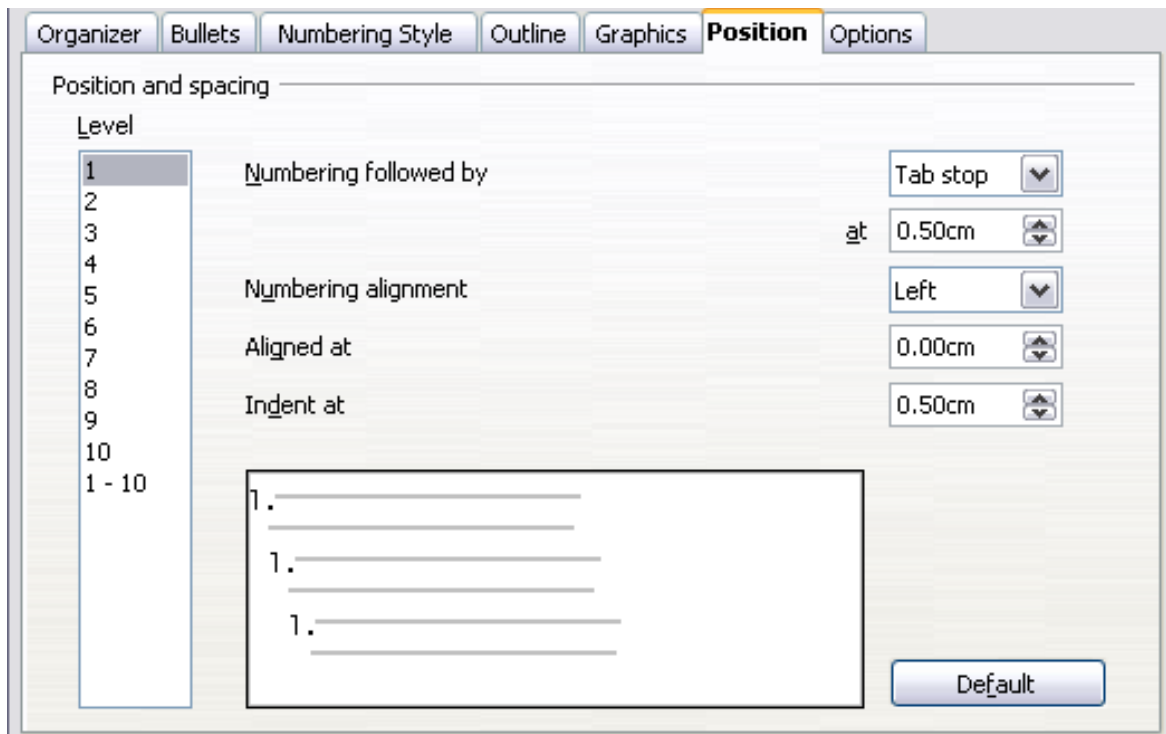 Organizer Bullets Numbering Style Outline Graphics Position Options
Position and spacing
Level
1
2
3
4
5
6
7
8
9
10
1 - 10
Numbering followed by Tab stop
at 0.50cm
Numbering alignment Left
Aligned at 0.00cm
Indent at 0.50cm
1.
1.
1.
Default